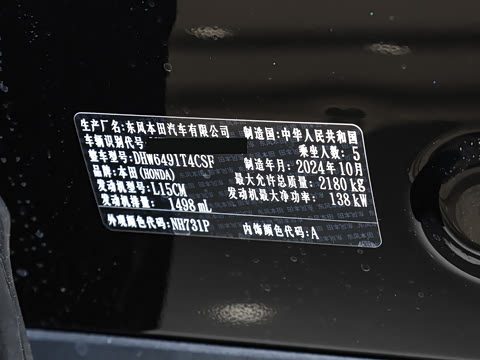 生产厂名:东风本田汽车有限公司 制造国:中华人民共和国
车辆识别代号 乘坐人数: 5
整车型号:DHW6491T4CSF 制造年月: 2024年10月
品牌:本田(HONDA) 最大允许总质量: 2180kg
发动机型号:L15CM 发动机最大净功率: 138kW
发动机排量: 1498 mL
外观颜色代码:NH731P 内饰颜色代码:A